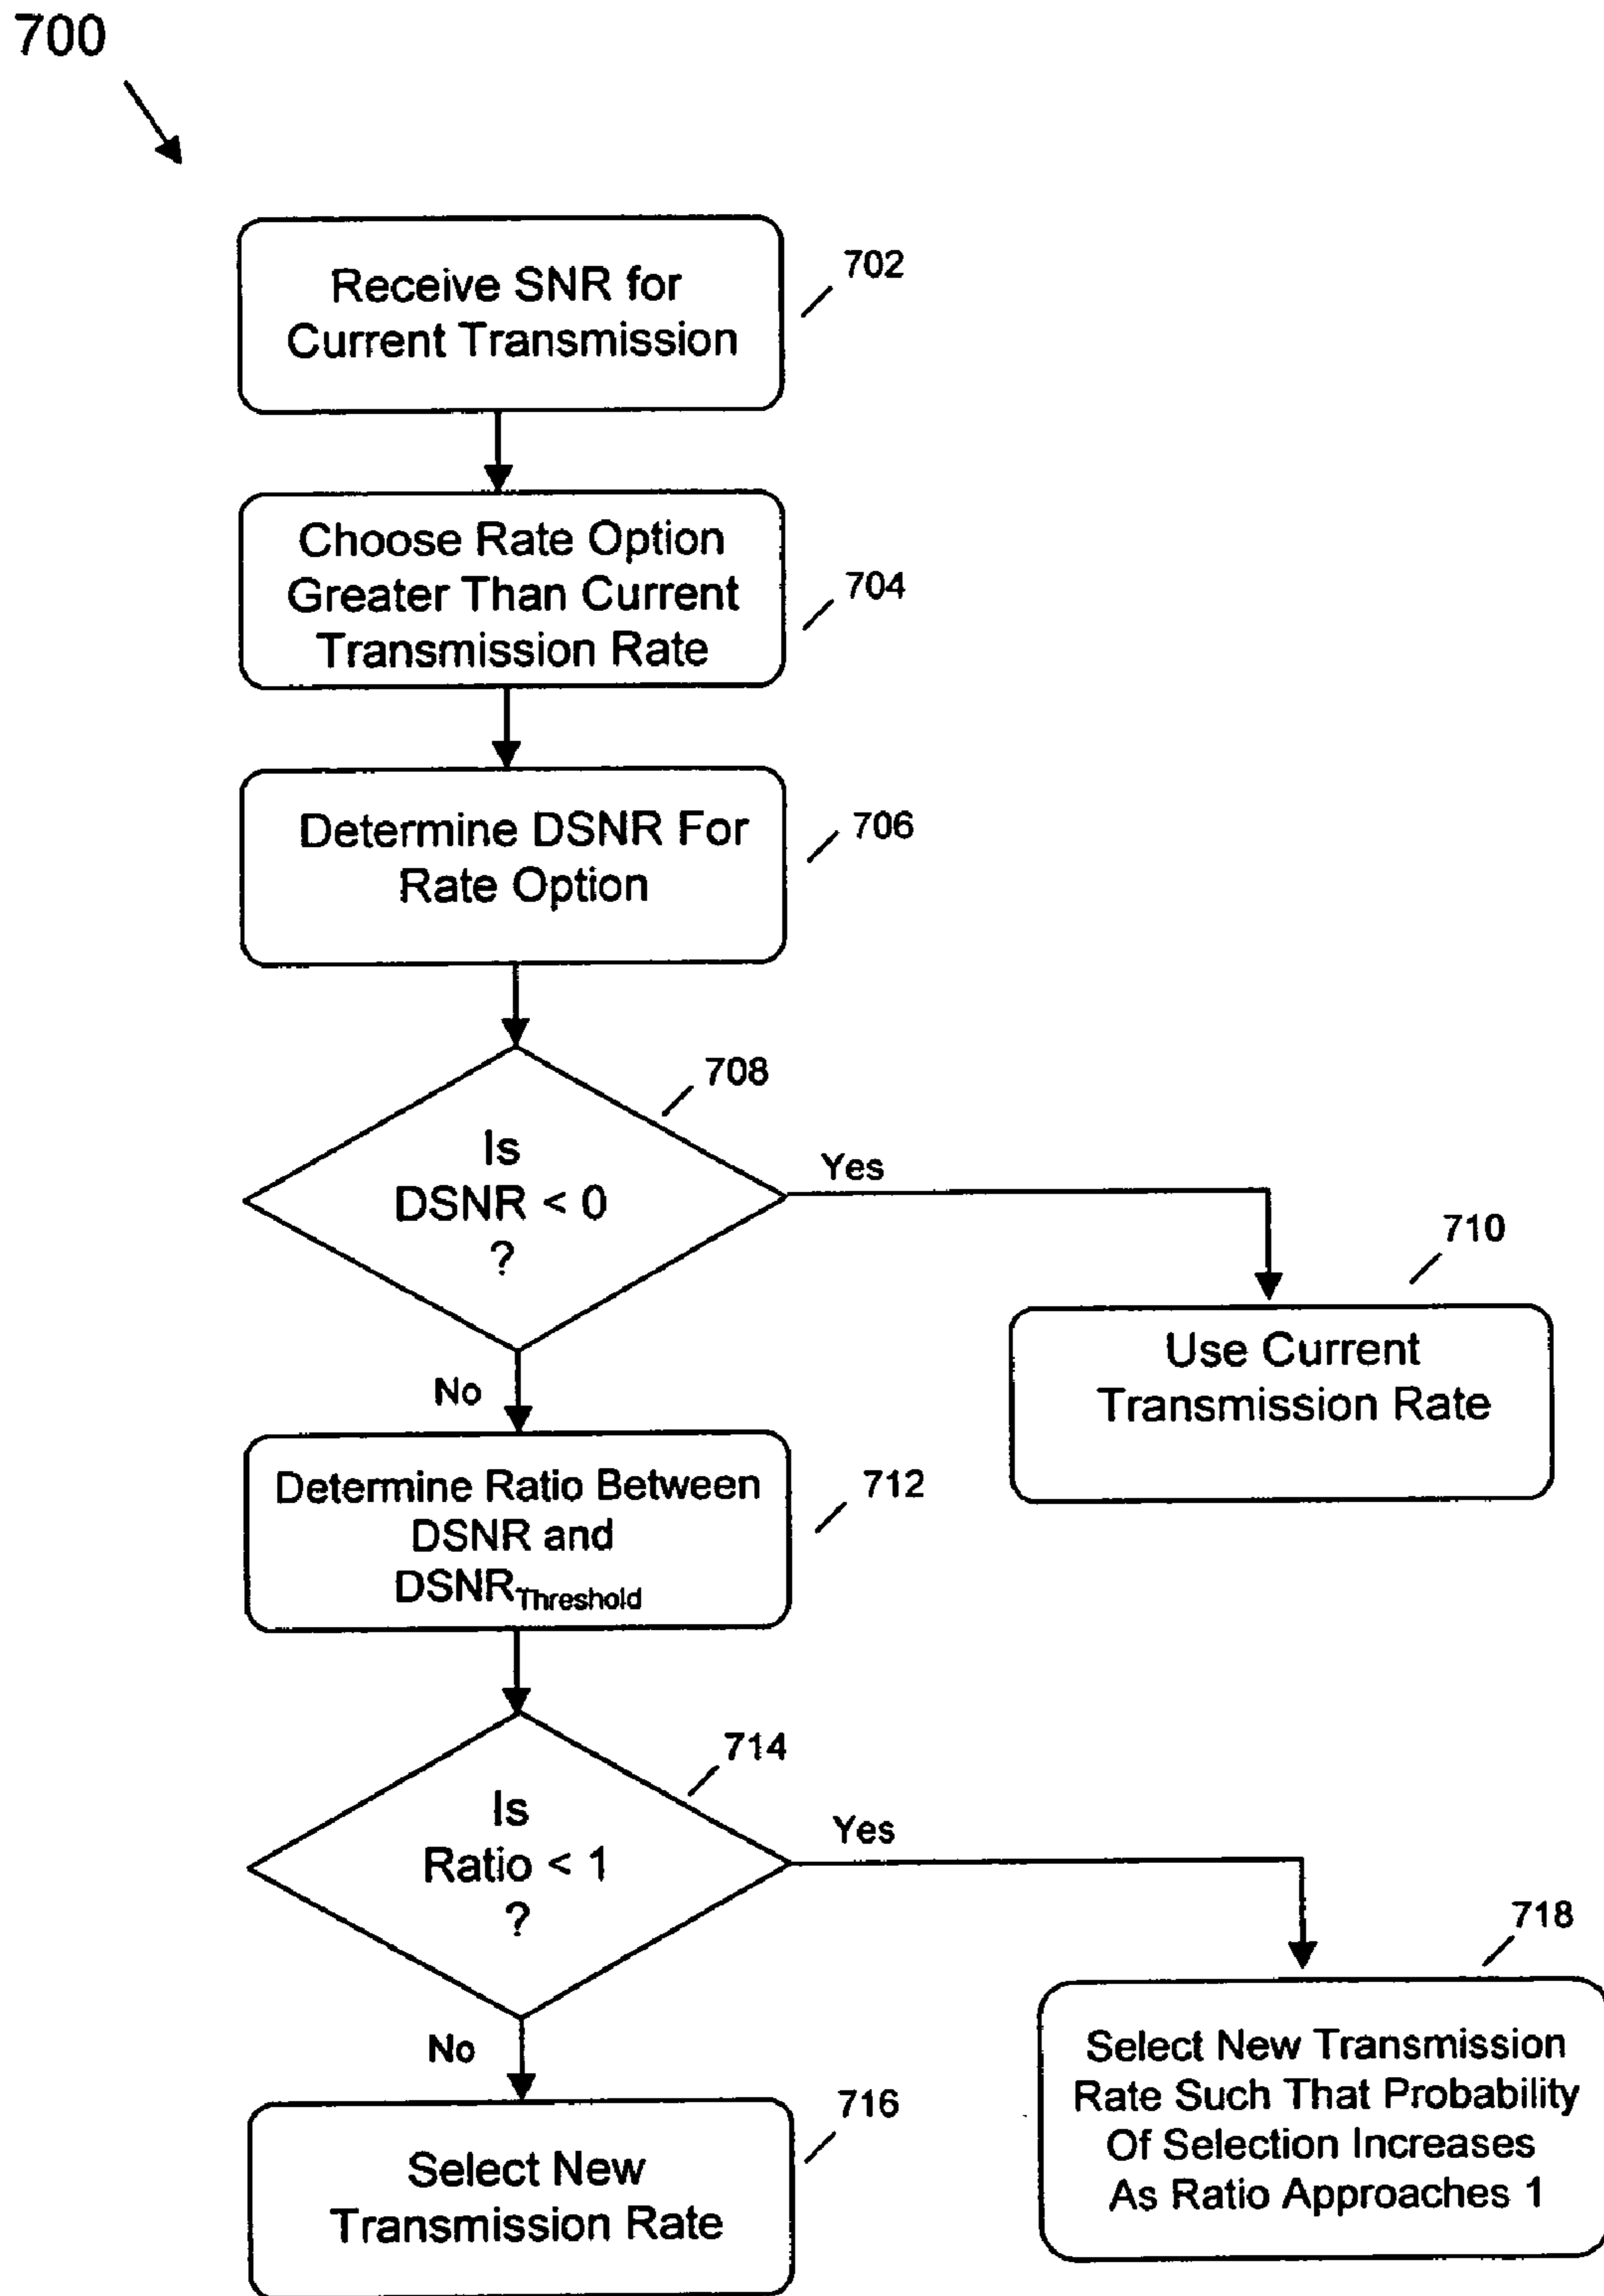 700
Receive SNR for
Current Transmission
702
Choose Rate Option
Greater Than Current
Transmission Rate
704
Determine DSNR For
Rate Option
706
Is
DSNR < 0
?
708
Yes
No
710
Use Current
Transmission Rate
Determine Ratio Between
DSNR and
DSNRThreshold
712
Is
Ratio < 1
?
714
Yes
No
716
Select New
Transmission Rate
718
Select New Transmission
Rate Such That Probability
Of Selection Increases
As Ratio Approaches 1